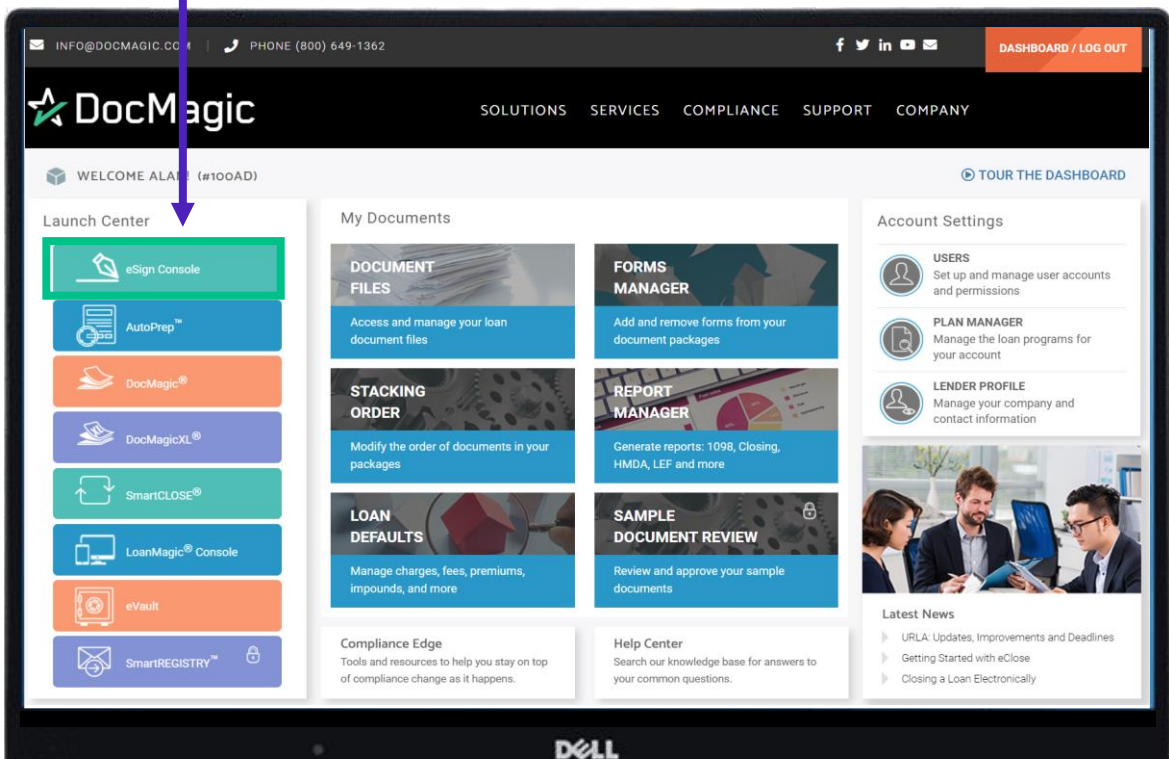 INFO@DOCMAGIC.COM | PHONE (800) 649-1362
DASHBOARD / LOG OUT
DocMagic
SOLUTIONS SERVICES COMPLIANCE SUPPORT COMPANY
WELCOME ALAN! (#100AD)
TOUR THE DASHBOARD
Launch Center
eSign Console
AutoPrep™
DocMagic®
DocMagicXL®
SmartCLOSE®
LoanMagic® Console
eVault
SmartREGISTRY™
My Documents
DOCUMENT
FILES
Access and manage your loan
document files
FORMS
MANAGER
Add and remove forms from your
document packages
STACKING
ORDER
Modify the order of documents in your
packages
REPORT
MANAGER
Generate reports: 1098, Closing,
HMDA, LEF and more
LOAN
DEFAULTS
Manage charges, fees, premiums,
impounds, and more
SAMPLE
DOCUMENT REVIEW
Review and approve your sample
documents
Compliance Edge
Tools and resources to help you stay on top
of compliance change as it happens.
Help Center
Search our knowledge base for answers to
your common questions.
Account Settings
USERS
Set up and manage user accounts
and permissions
PLAN MANAGER
Manage the loan programs for
your account
LENDER PROFILE
Manage your company and
contact information
Latest News
URLA: Updates, Improvements and Deadlines
Getting Started with eClose
Closing a Loan Electronically
DELL